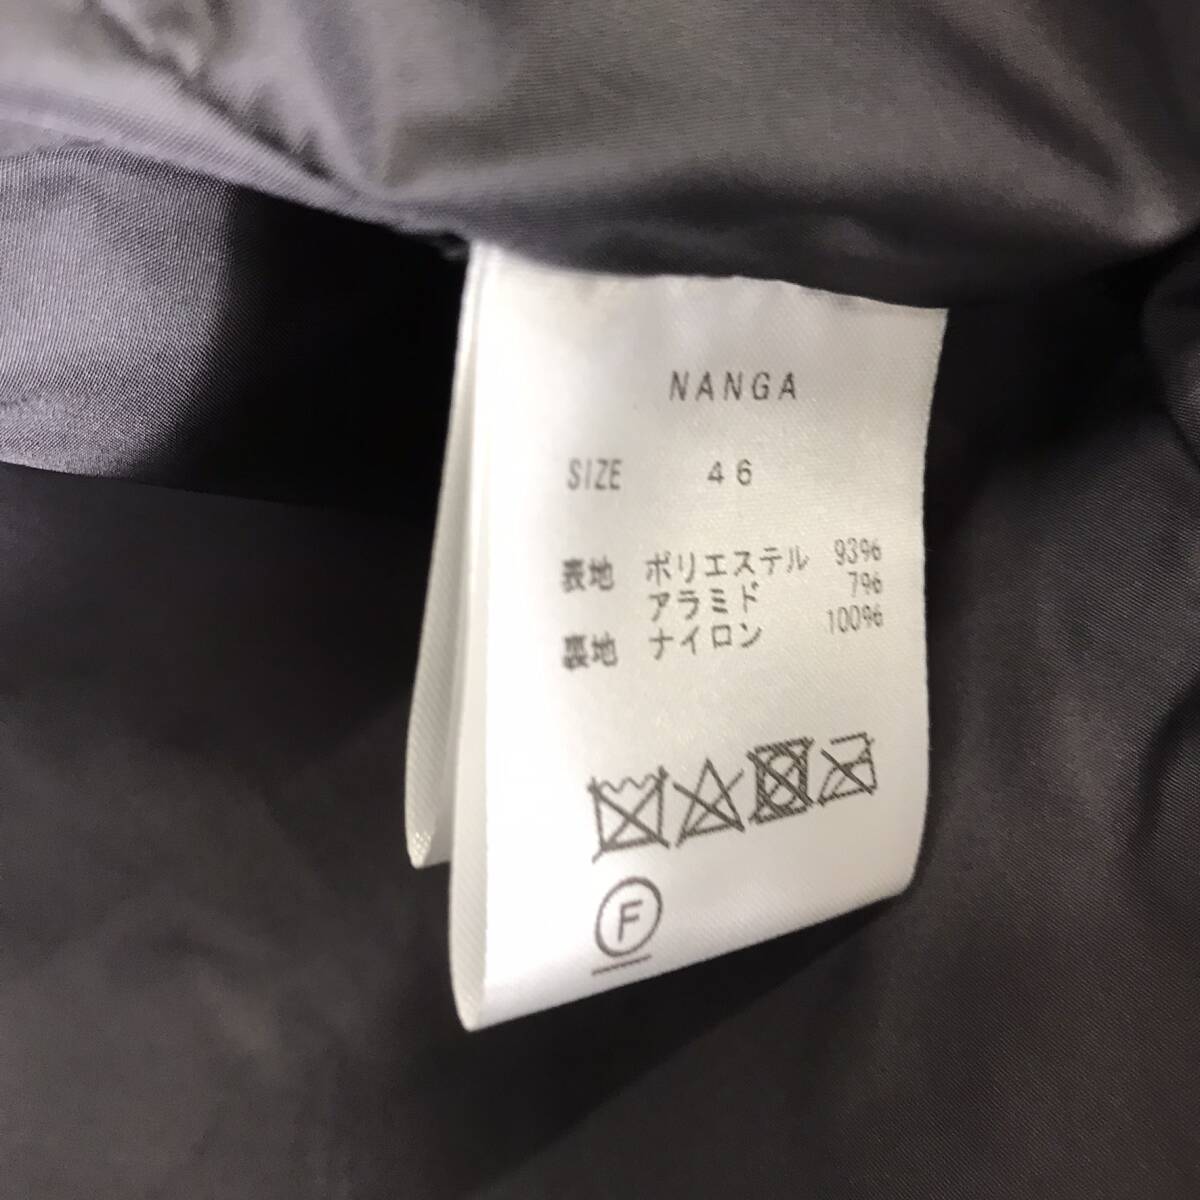 NANGA
SIZE 46
表地 ポリエステル 93%
アラミド 7%
裏地 ナイロン 100%
F